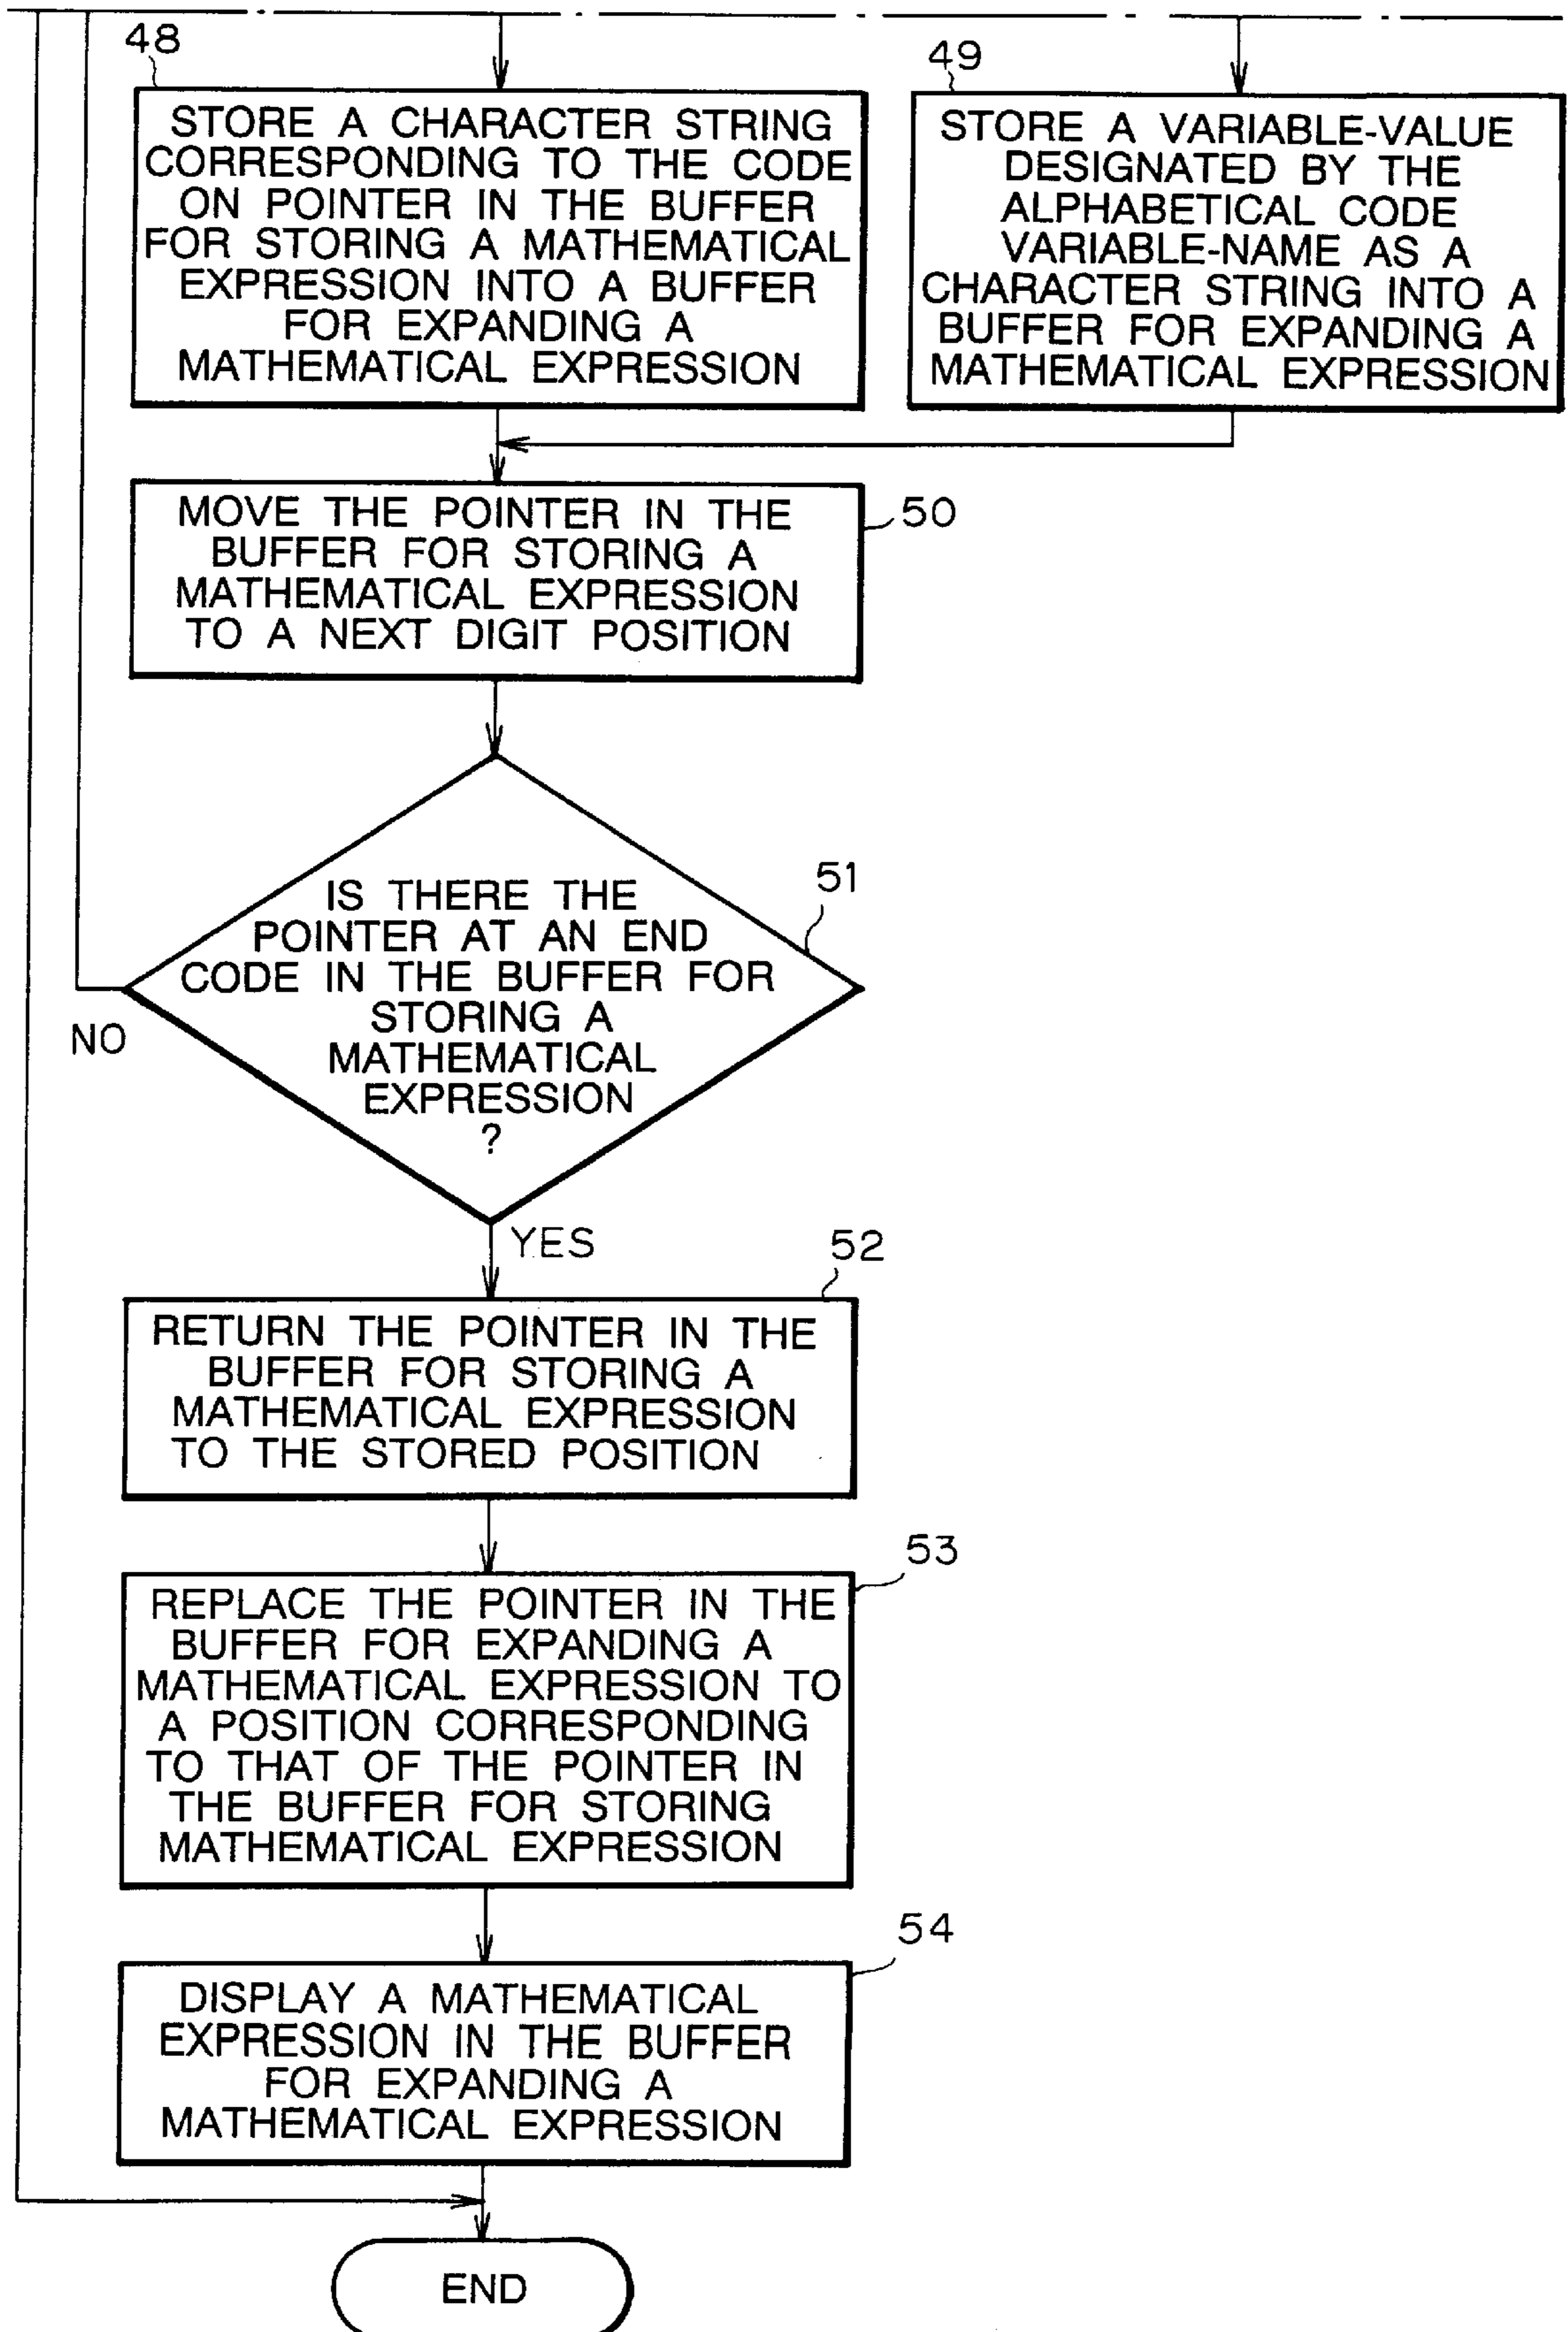 48
STORE A CHARACTER STRING
CORRESPONDING TO THE CODE
ON POINTER IN THE BUFFER
FOR STORING A MATHEMATICAL
EXPRESSION INTO A BUFFER
FOR EXPANDING A
MATHEMATICAL EXPRESSION
49
STORE A VARIABLE-VALUE
DESIGNATED BY THE
ALPHABETICAL CODE
VARIABLE-NAME AS A
CHARACTER STRING INTO A
BUFFER FOR EXPANDING A
MATHEMATICAL EXPRESSION
50
MOVE THE POINTER IN THE
BUFFER FOR STORING A
MATHEMATICAL EXPRESSION
TO A NEXT DIGIT POSITION
51
IS THERE THE
POINTER AT AN END
CODE IN THE BUFFER FOR
STORING A
MATHEMATICAL
EXPRESSION
?
NO
YES
52
RETURN THE POINTER IN THE
BUFFER FOR STORING A
MATHEMATICAL EXPRESSION
TO THE STORED POSITION
53
REPLACE THE POINTER IN THE
BUFFER FOR EXPANDING A
MATHEMATICAL EXPRESSION TO
A POSITION CORRESPONDING
TO THAT OF THE POINTER IN
THE BUFFER FOR STORING
MATHEMATICAL EXPRESSION
54
DISPLAY A MATHEMATICAL
EXPRESSION IN THE BUFFER
FOR EXPANDING A
MATHEMATICAL EXPRESSION
END